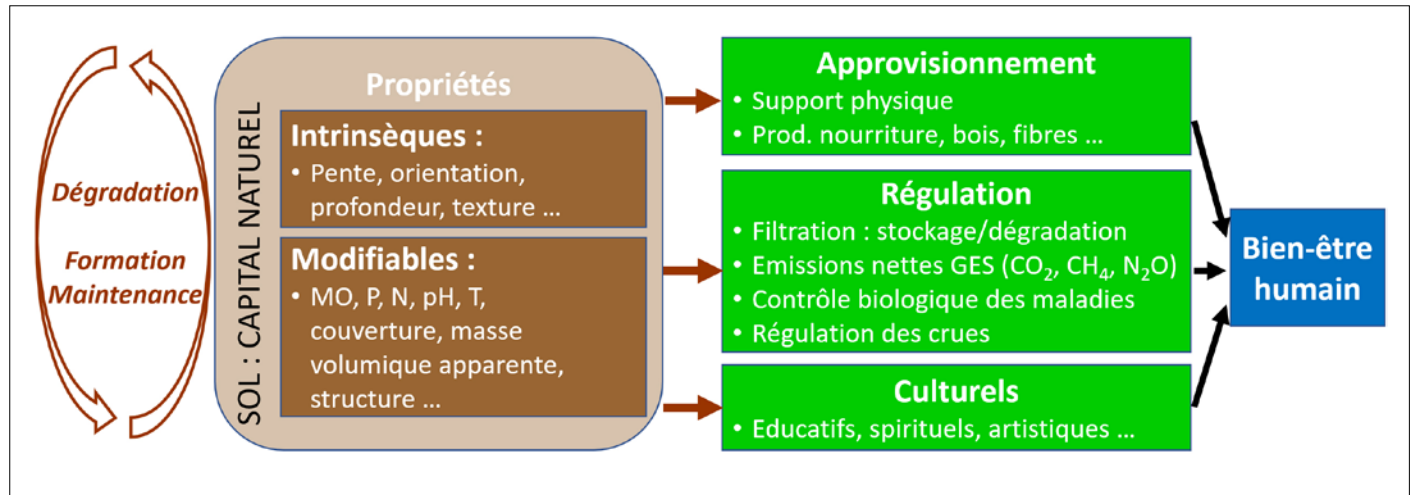 Dégradation
Formation
Maintenance
SOL : CAPITAL NATUREL
Propriétés
Intrinsèques :
• Pente, orientation,
profondeur, texture ...
Modifiables :
• MO, P, N, pH, T,
couverture, masse
volumique apparente,
structure ...
Approvisionnement
• Support physique
• Prod. nourriture, bois, fibres ...
Régulation
• Filtration : stockage/dégradation
• Emissions nettes GES (CO₂, CH₄, N₂O)
• Contrôle biologique des maladies
• Régulation des crues
Culturels
• Educatifs, spirituels, artistiques ...
Bien-être
humain